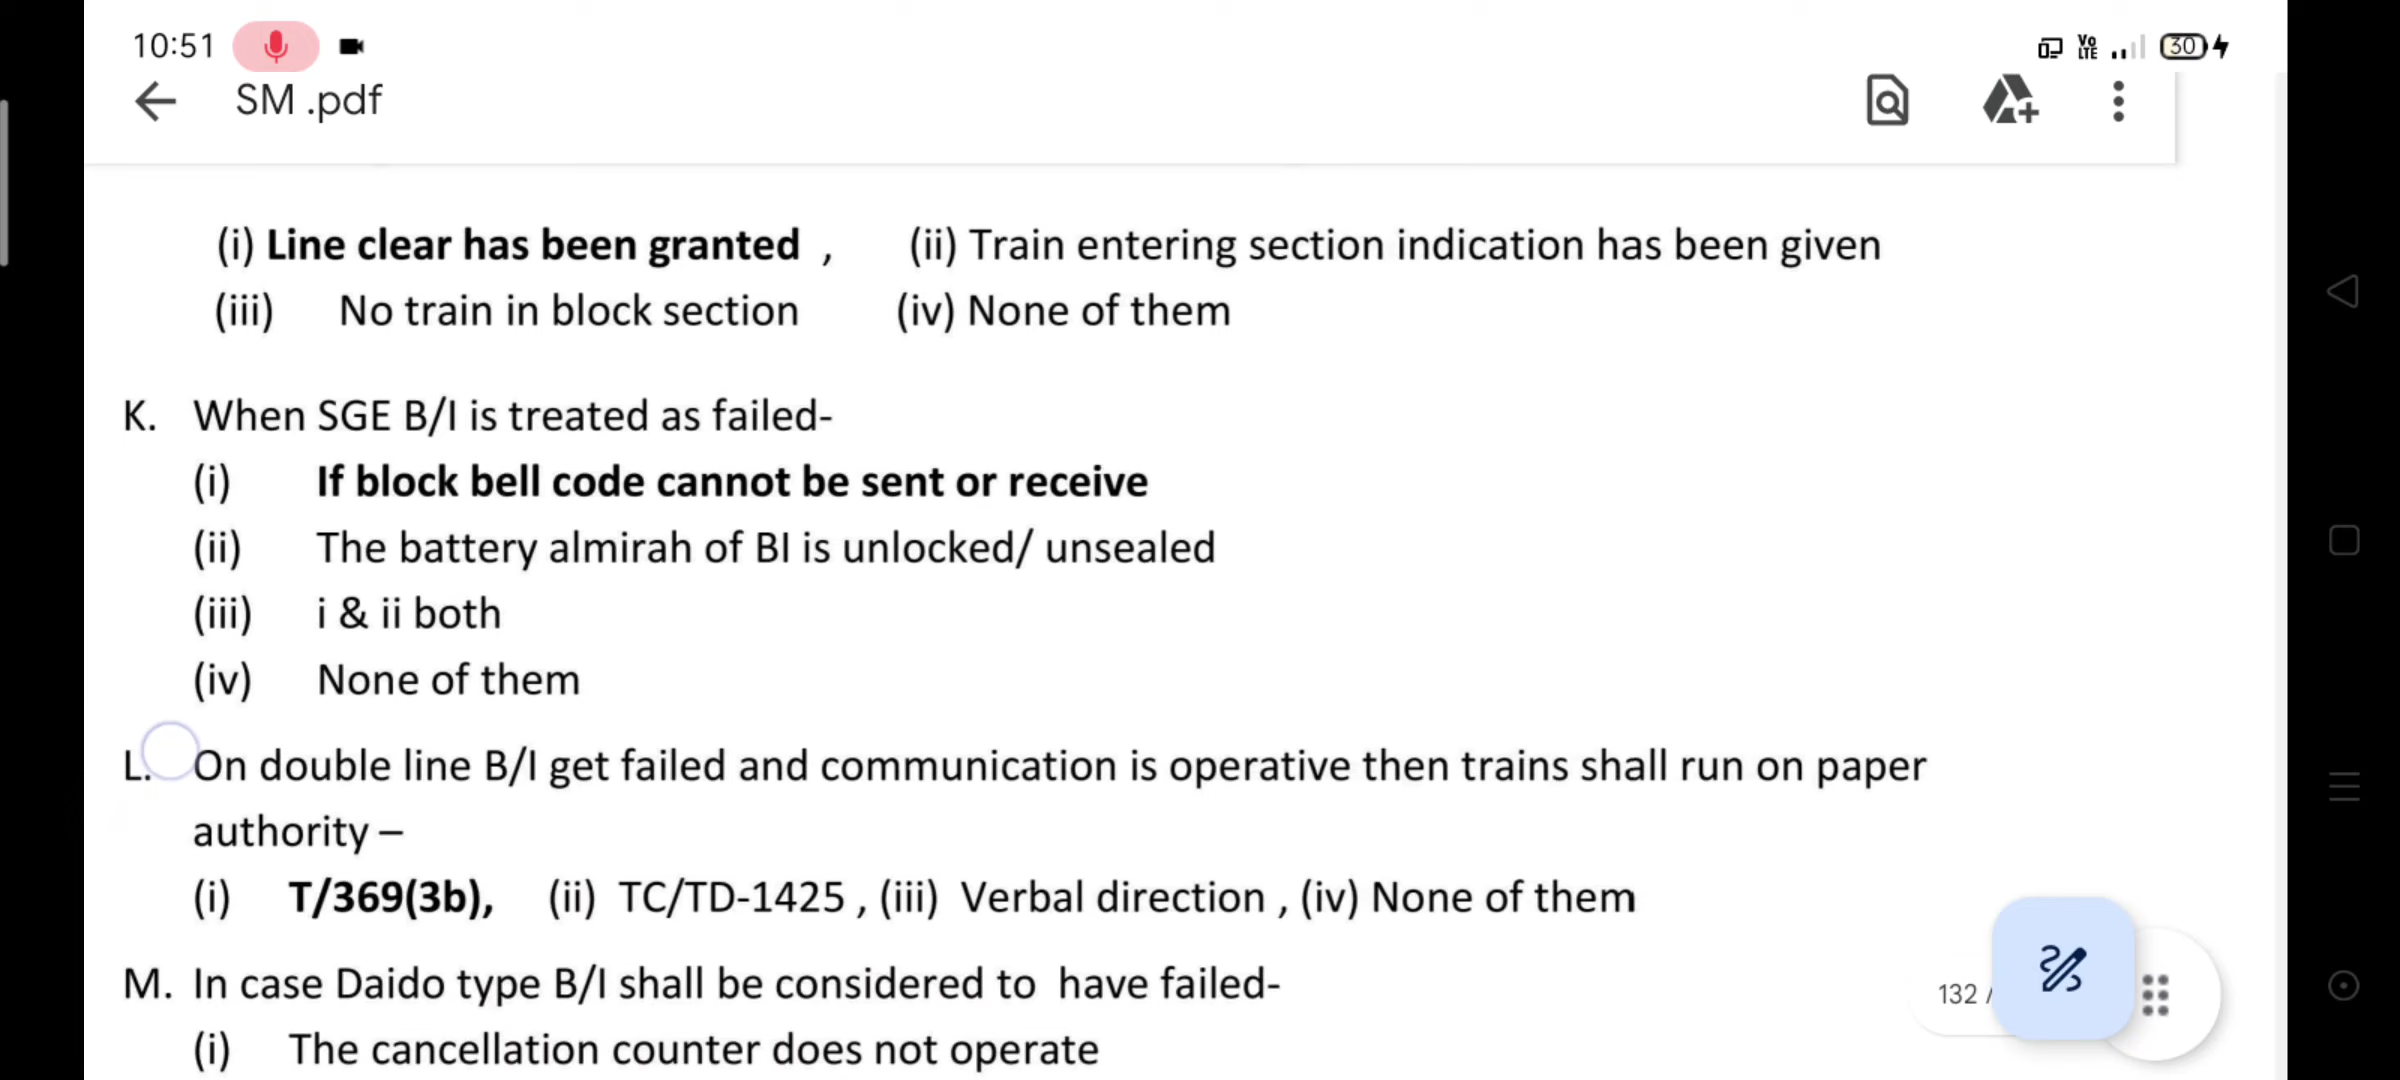 10:51
Vo LTE
30
SM .pdf
(i) Line clear has been granted , (ii) Train entering section indication has been given
(iii) No train in block section (iv) None of them
K. When SGE B/I is treated as failed-
(i) If block bell code cannot be sent or receive
(ii) The battery almirah of BI is unlocked/ unsealed
(iii) i & ii both
(iv) None of them
L. On double line B/I get failed and communication is operative then trains shall run on paper
authority –
(i) T/369(3b), (ii) TC/TD-1425 , (iii) Verbal direction , (iv) None of them
M. In case Daido type B/I shall be considered to have failed-
132 /
(i) The cancellation counter does not operate